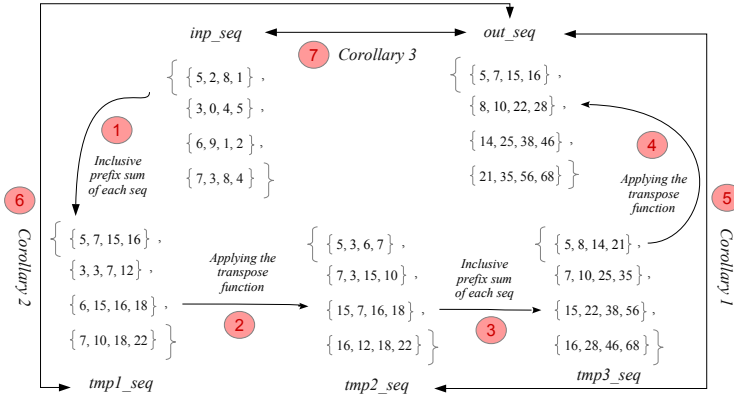 inp_seq
out_seq
7
Corollary 3
{ {5, 2, 8, 1} ,
{3, 0, 4, 5} ,
{6, 9, 1, 2} ,
{7, 3, 8, 4} } ,
{ {5, 7, 15, 16} ,
{8, 10, 22, 28} ,
{14, 25, 38, 46} ,
{21, 35, 56, 68} }
1
Inclusive
prefix sum
of each seq
4
Applying the
transpose
function
6
Corollary 2
5
Corollary 1
{ {5, 7, 15, 16} ,
{3, 3, 7, 12} ,
{6, 15, 16, 18} ,
{7, 10, 18, 22} }
Applying the
transpose
function
2
{ {5, 3, 6, 7} ,
{7, 3, 15, 10} ,
{15, 7, 16, 18} ,
{16, 12, 18, 22} }
Inclusive
prefix sum
of each seq
3
{ {5, 8, 14, 21} ,
{7, 10, 25, 35} ,
{15, 22, 38, 56} ,
{16, 28, 46, 68} }
tmp1_seq
tmp2_seq
tmp3_seq